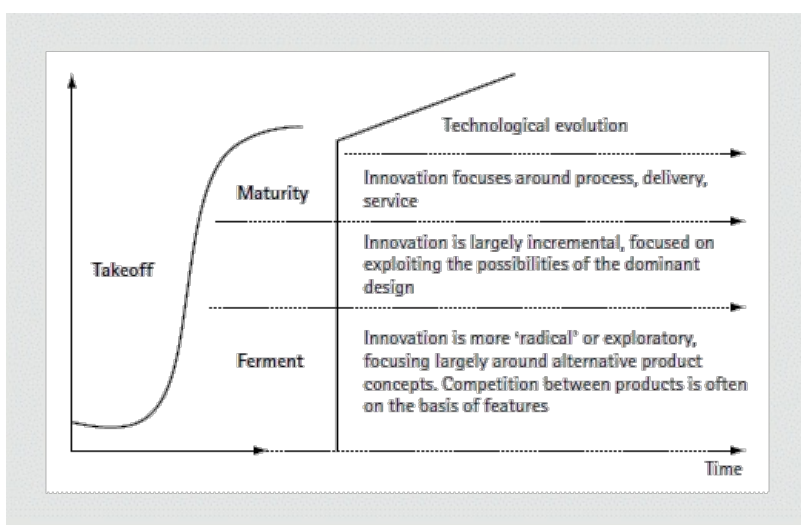 Technological evolution
Maturity
Innovation focuses around process, delivery,
service
Takeoff
Innovation is largely incremental, focused on
exploiting the possibilities of the dominant
design
Ferment
Innovation is more ‘radical’ or exploratory,
focusing largely around alternative product
concepts. Competition between products is often
on the basis of features
Time